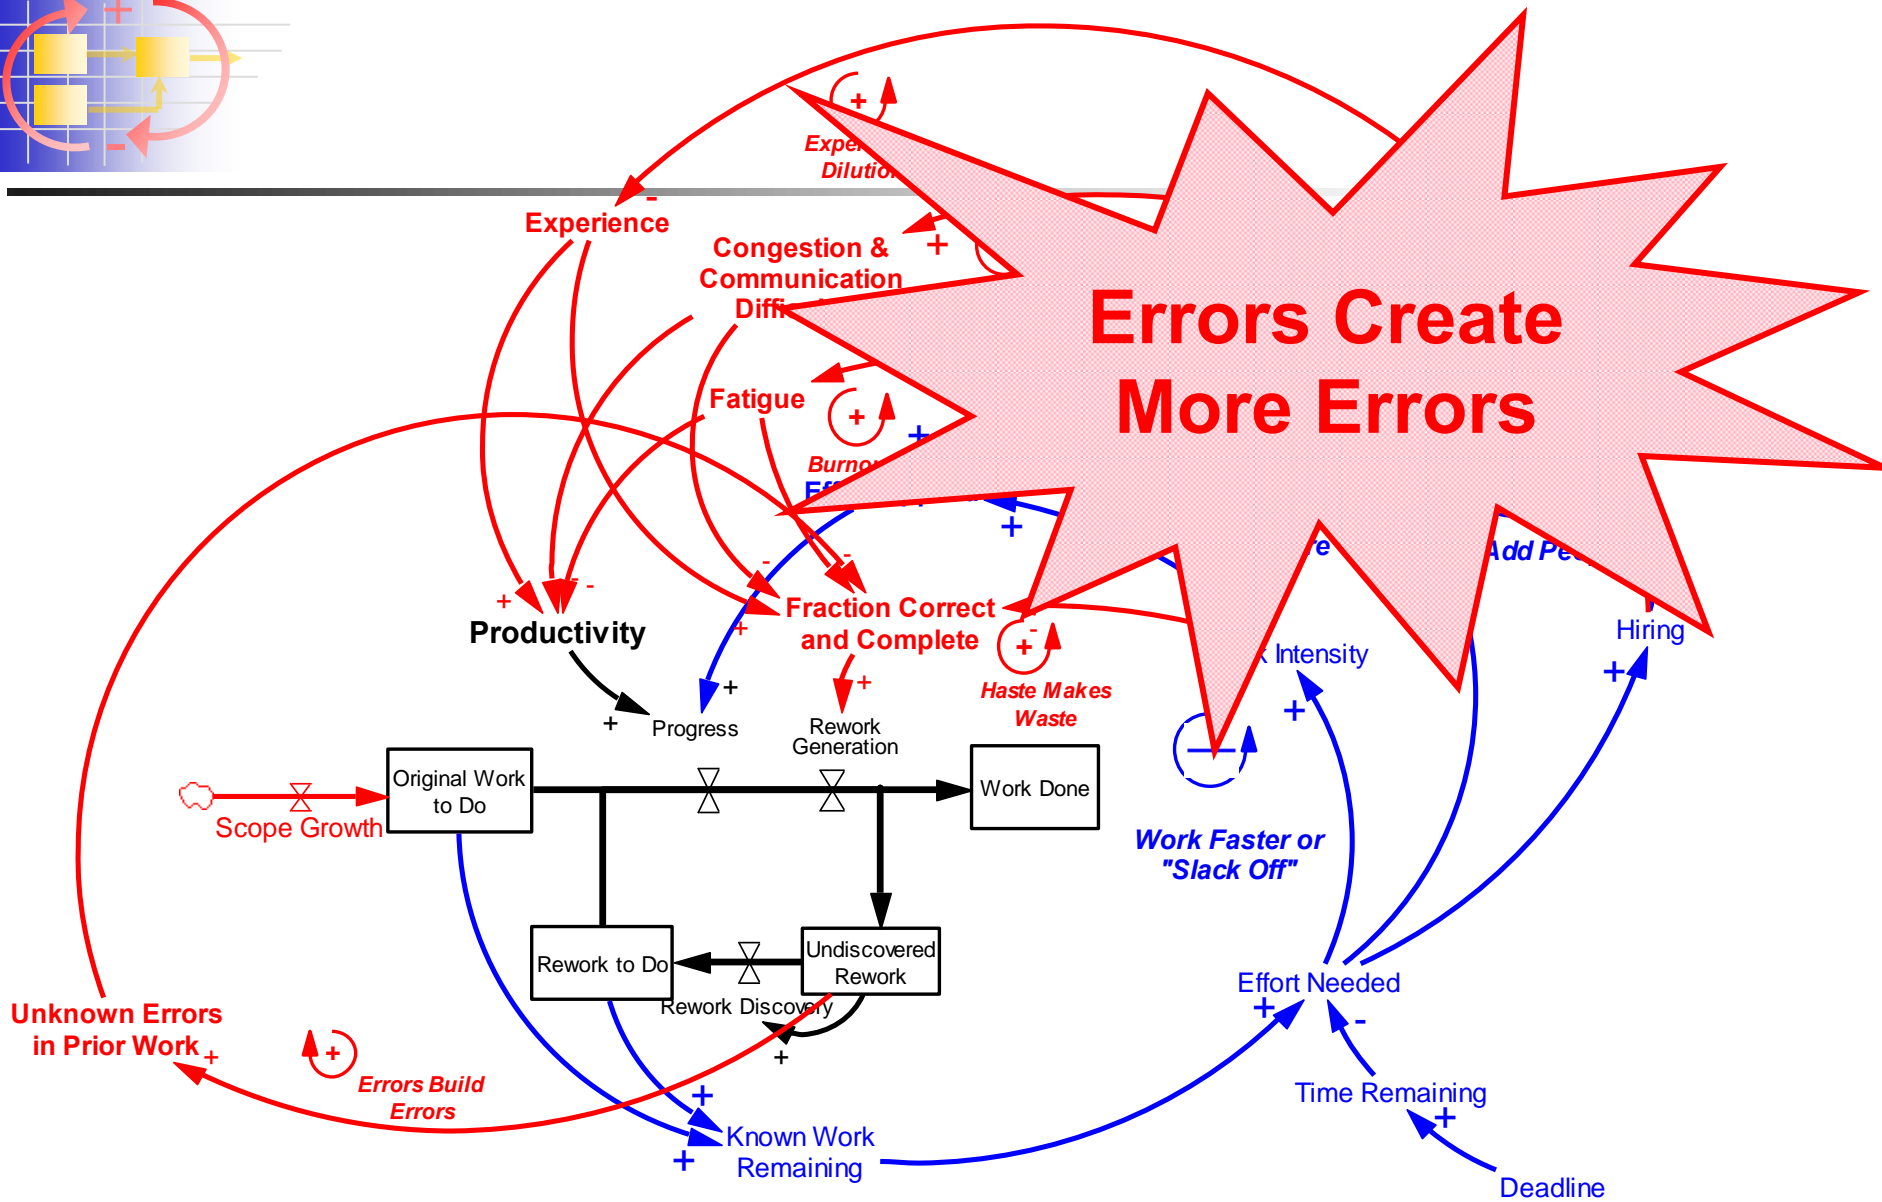 +
-
+
Dilution
-
Experience
Congestion &
Communication
+
Errors Create
More Errors
Fatigue
+
+
+
- -
-
-
+
+
Productivity
Fraction Correct
and Complete
-
+
Haste Makes
Waste
Add
Hiring
+
Intensity
+
+
+
+
Progress
Rework
Generation
Original Work
to Do
Work Done
Scope Growth
Work Faster or
"Slack Off"
Rework to Do
Undiscovered
Rework
Rework Discovery
+
Effort Needed
+
-
Unknown Errors
in Prior Work
+
+
Errors Build
Errors
Time Remaining
+
+
+
Known Work
Remaining
Deadline